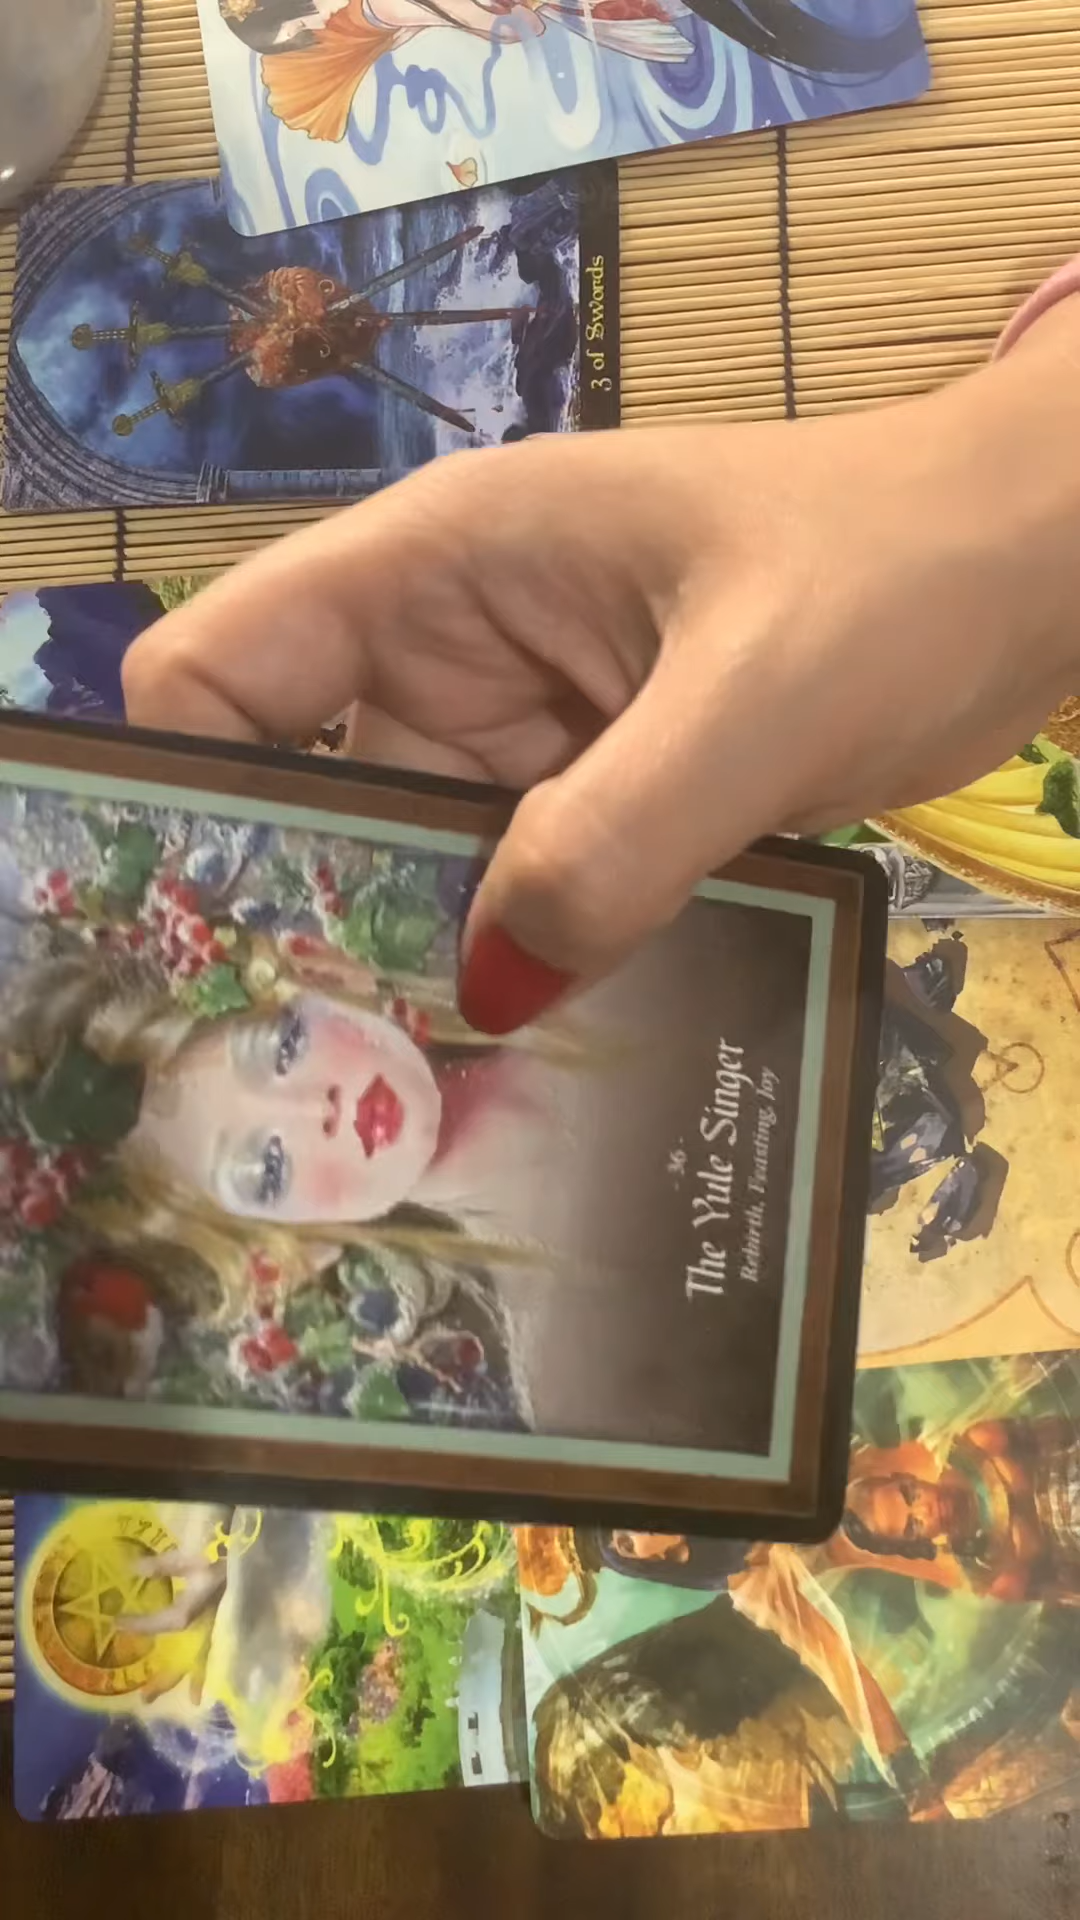 3 of Swords
-36-
The Yule Singer
Rebirth, Feasting, Joy